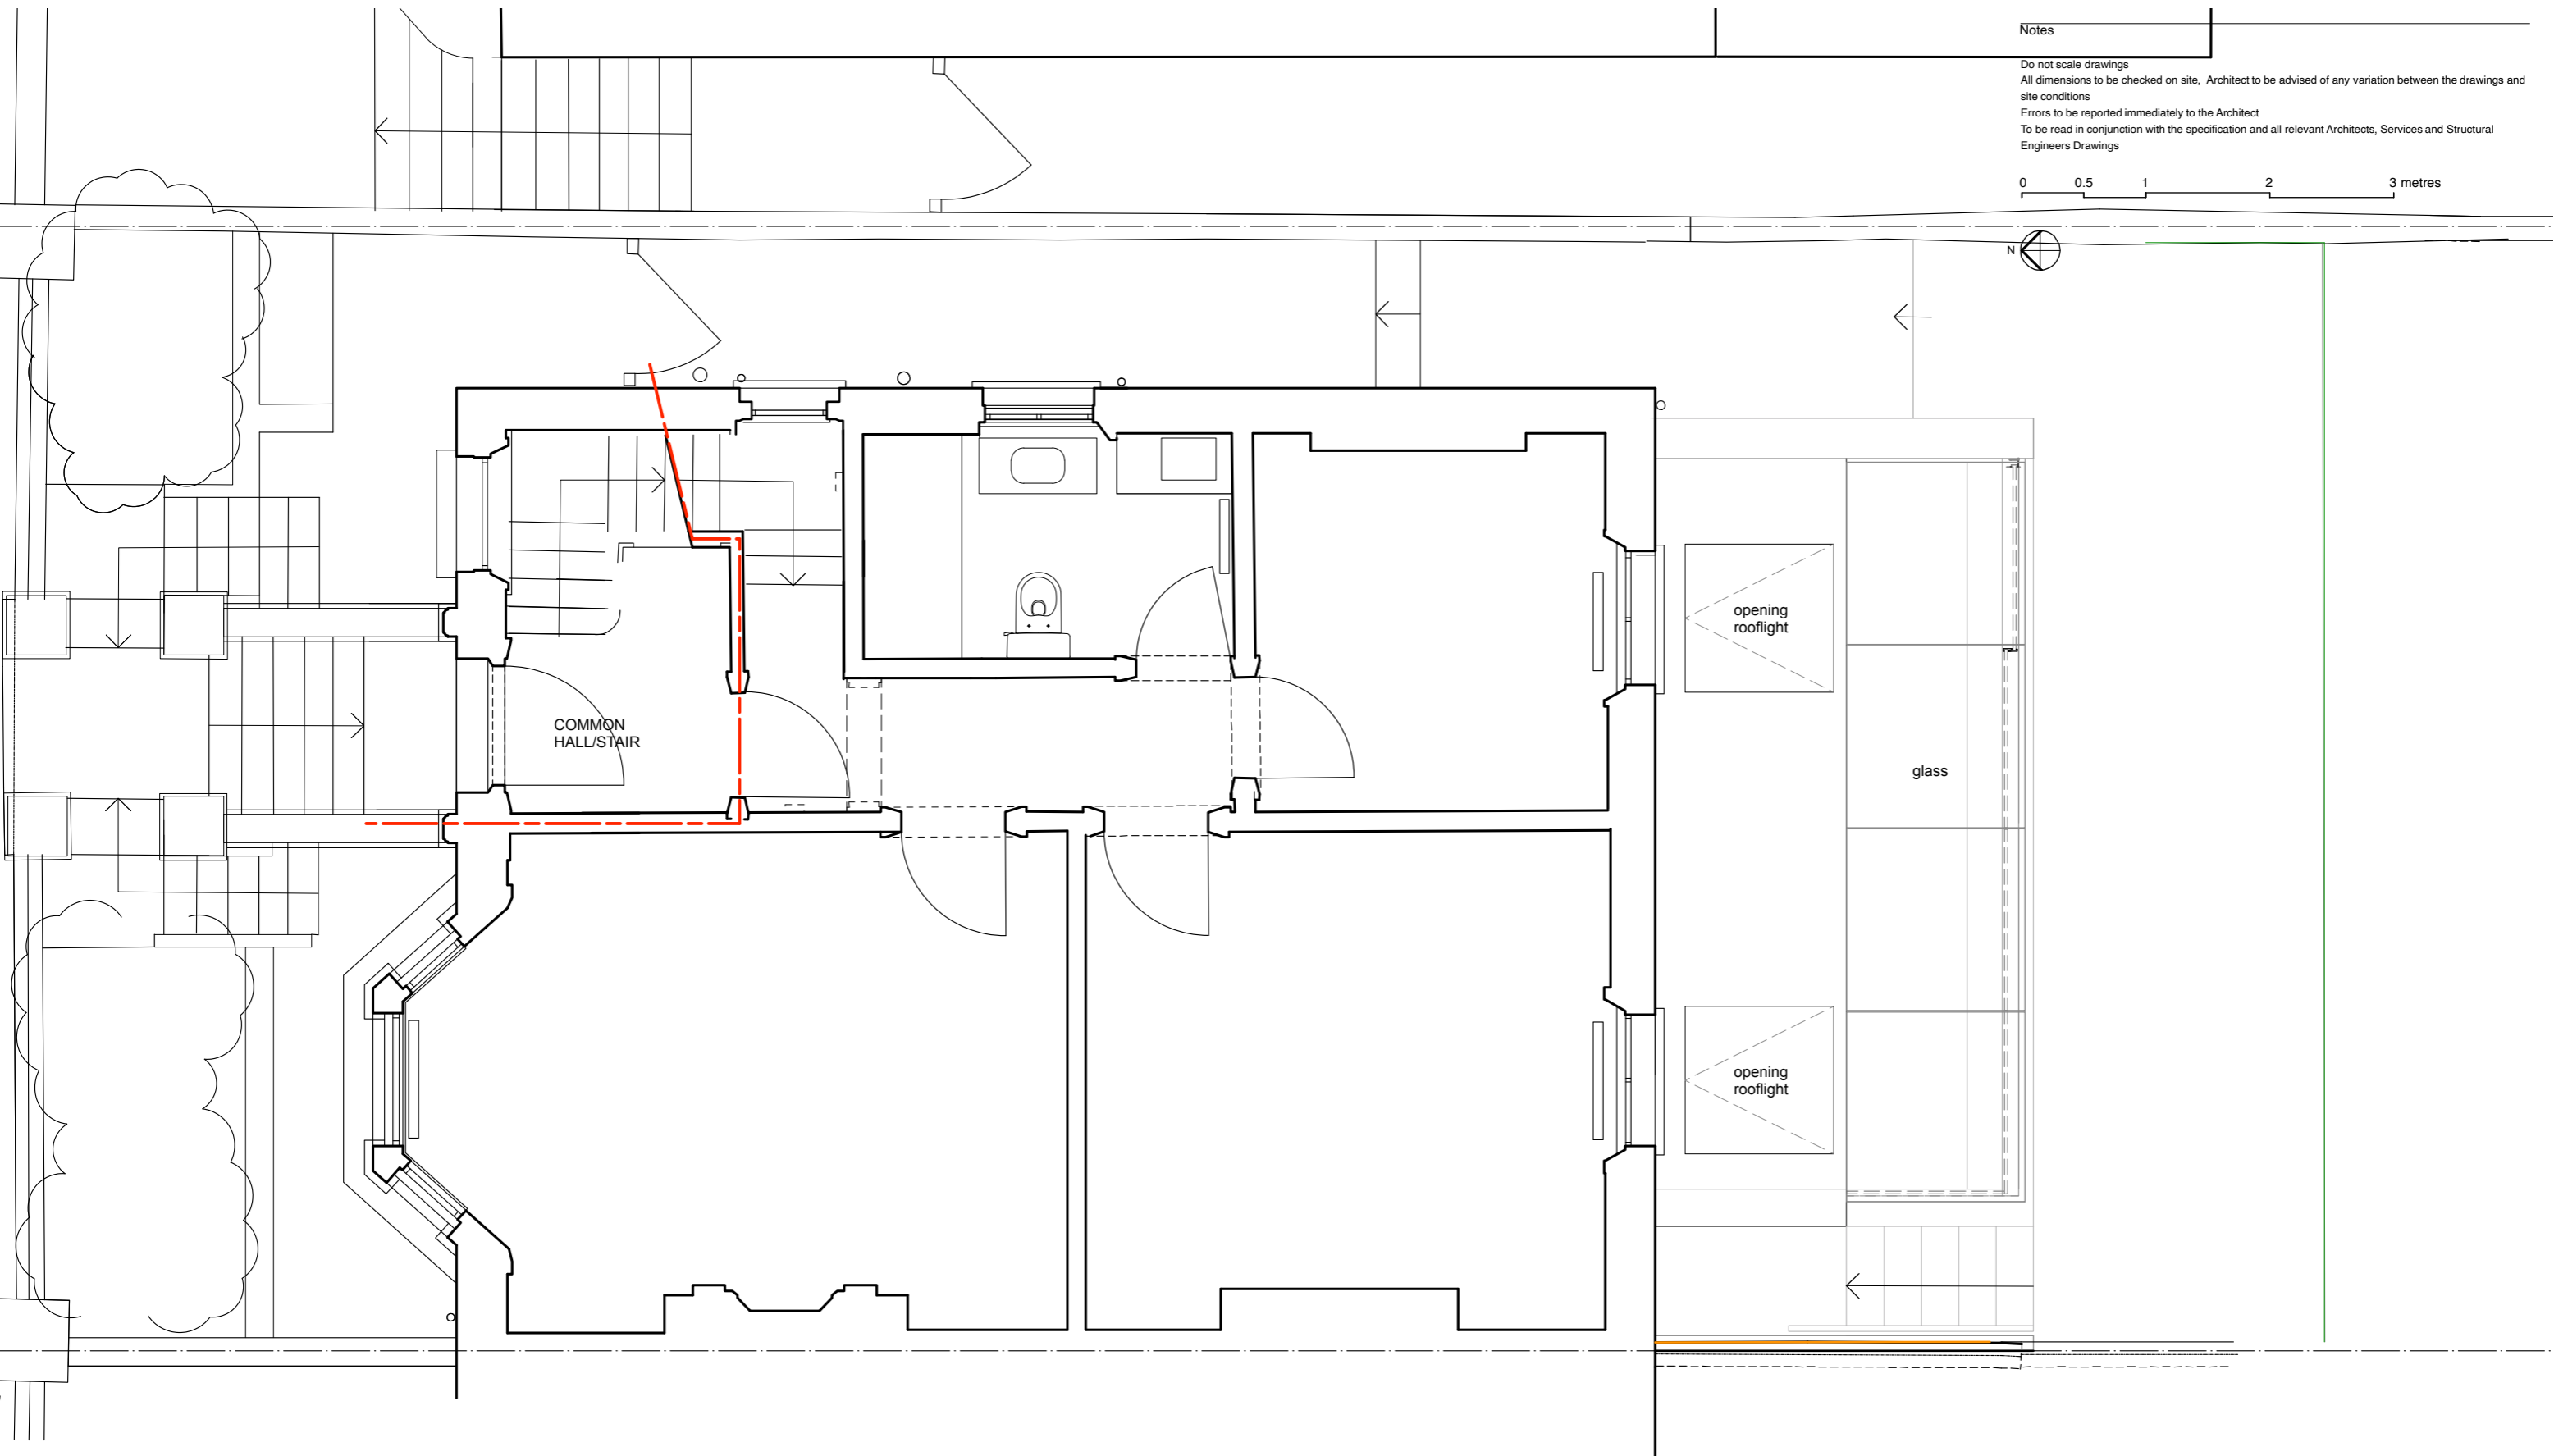 Notes
Do not scale drawings
All dimensions to be checked on site, Architect to be advised of any variation between the drawings and
site conditions
Errors to be reported immediately to the Architect
To be read in conjunction with the specification and all relevant Architects, Services and Structural
Engineers Drawings
0 0.5 1 2 3 metres
N
opening
rooflight
COMMON
HALL/STAIR
glass
opening
rooflight